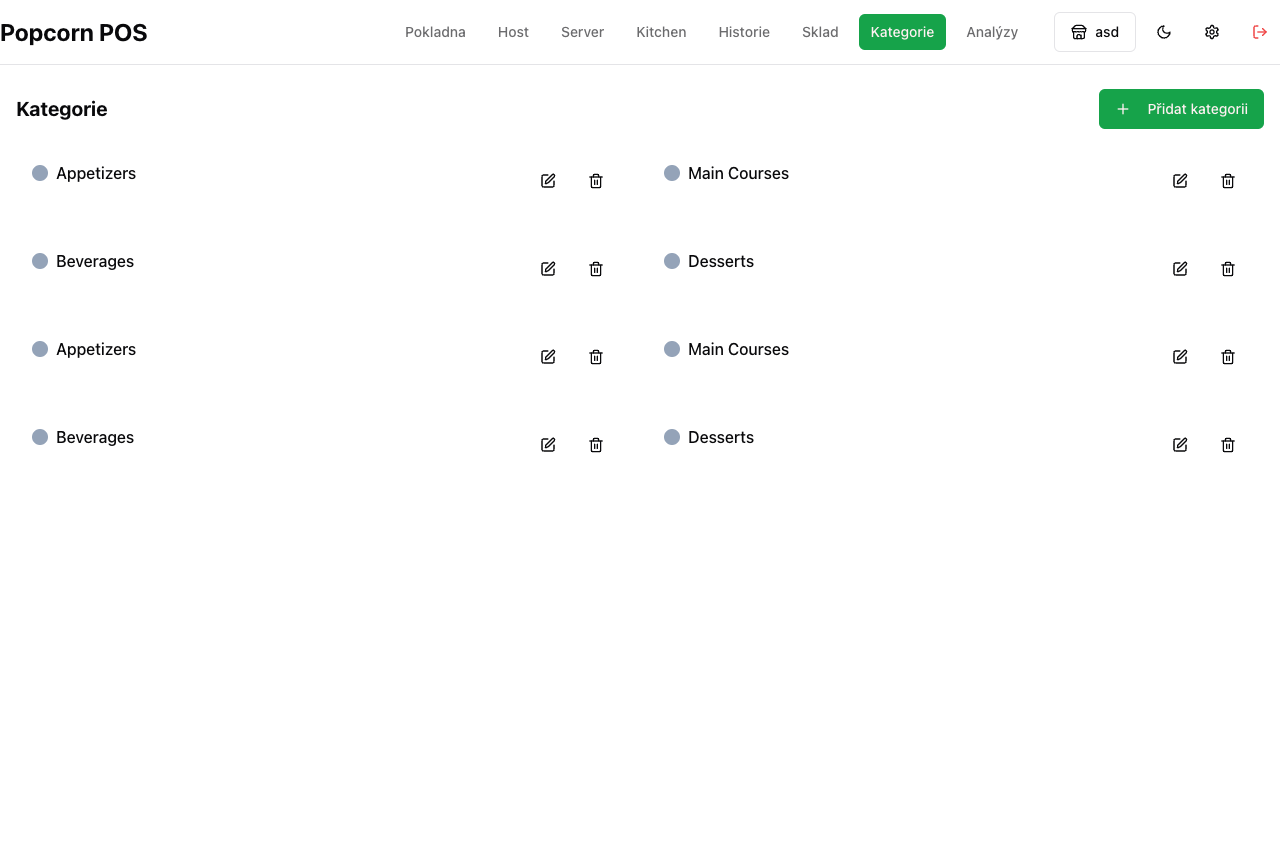 Popcorn POS
Pokladna
Host
Server
Kitchen
Historie
Sklad
Kategorie
Analýzy
asd
Kategorie
Přidat kategorii
Appetizers
Main Courses
Beverages
Desserts
Appetizers
Main Courses
Beverages
Desserts